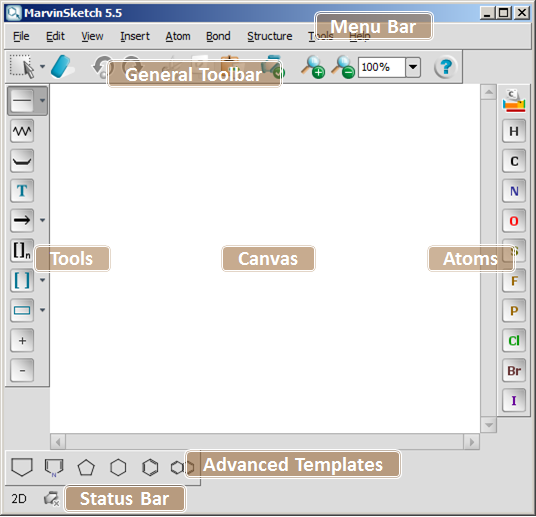 MarvinSketch 5.5
Menu Bar
File Edit View Insert Atom Bond Structure Tools Help
General Toolbar
100%
?
H
C
N
T
O
[ ]n
Tools
Canvas
Atoms
S
[ ]
F
P
+
Cl
-
Br
I
Advanced Templates
N
2D
Status Bar